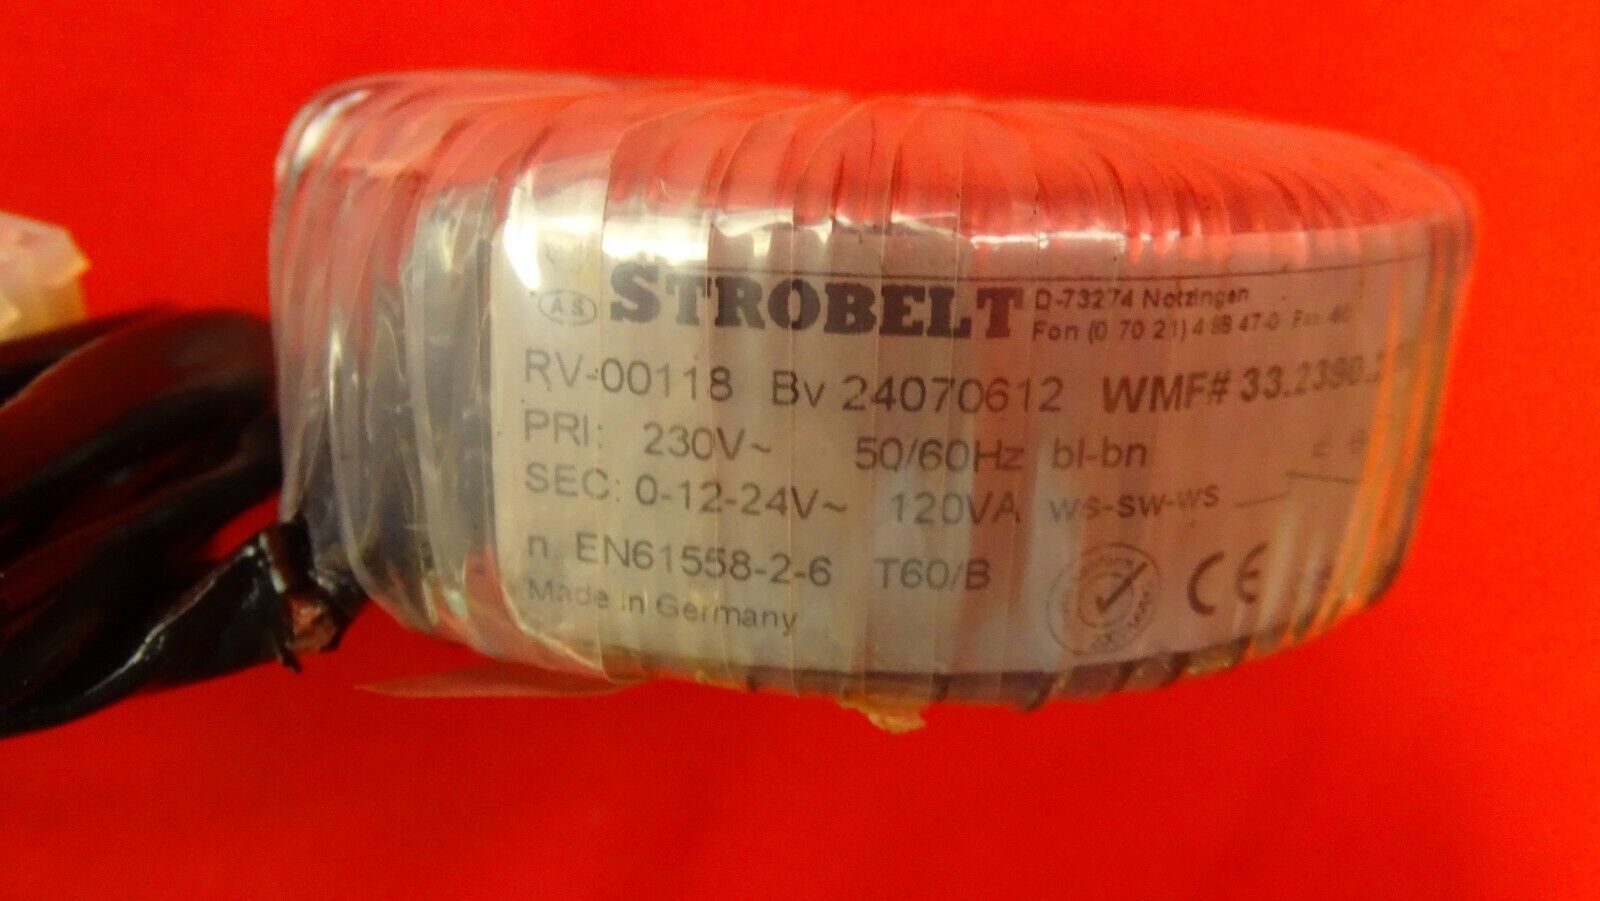 A.S. STROBELT D-73274 Notzingen
Fon (0 70 21) 4 88 47-0 Fax -60
RV-00118 Bv 24070612 WMF# 33.2390.
PRI: 230V~ 50/60Hz bl-bn
SEC: 0-12-24V~ 120VA ws-sw-ws
n. EN61558-2-6 T60/B
Made in Germany
CE